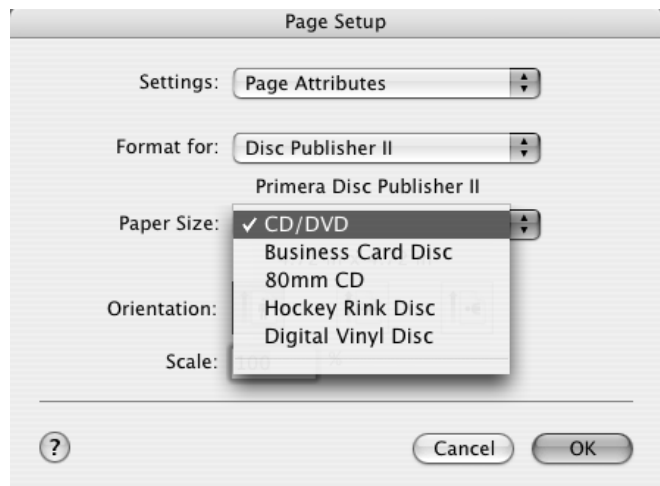 Page Setup
Settings: Page Attributes
Format for: Disc Publisher II
Primera Disc Publisher II
Paper Size: ✓ CD/DVD
Business Card Disc
80mm CD
Orientation: Hockey Rink Disc
Digital Vinyl Disc
Scale: 100 %
? Cancel OK